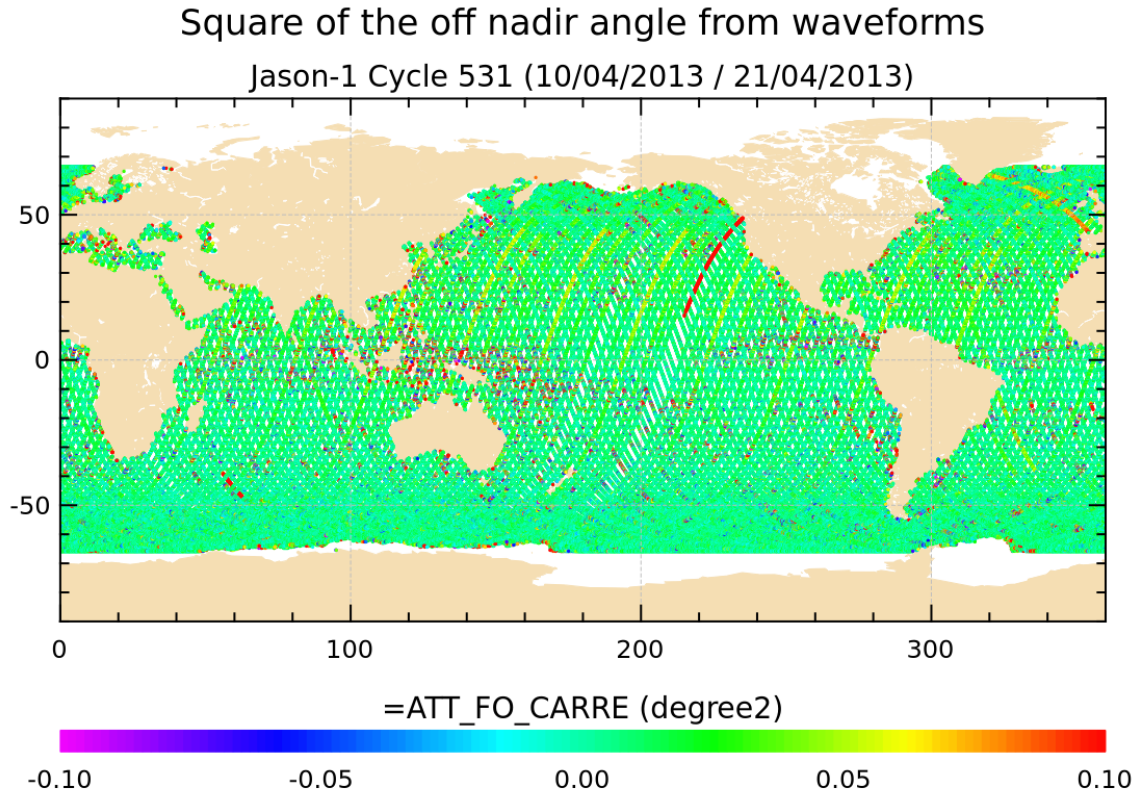 Square of the off nadir angle from waveforms
Jason-1 Cycle 531 (10/04/2013 / 21/04/2013)
50
0
-50
0 100 200 300
=ATT_FO_CARRE (degree2)
-0.10 -0.05 0.00 0.05 0.10